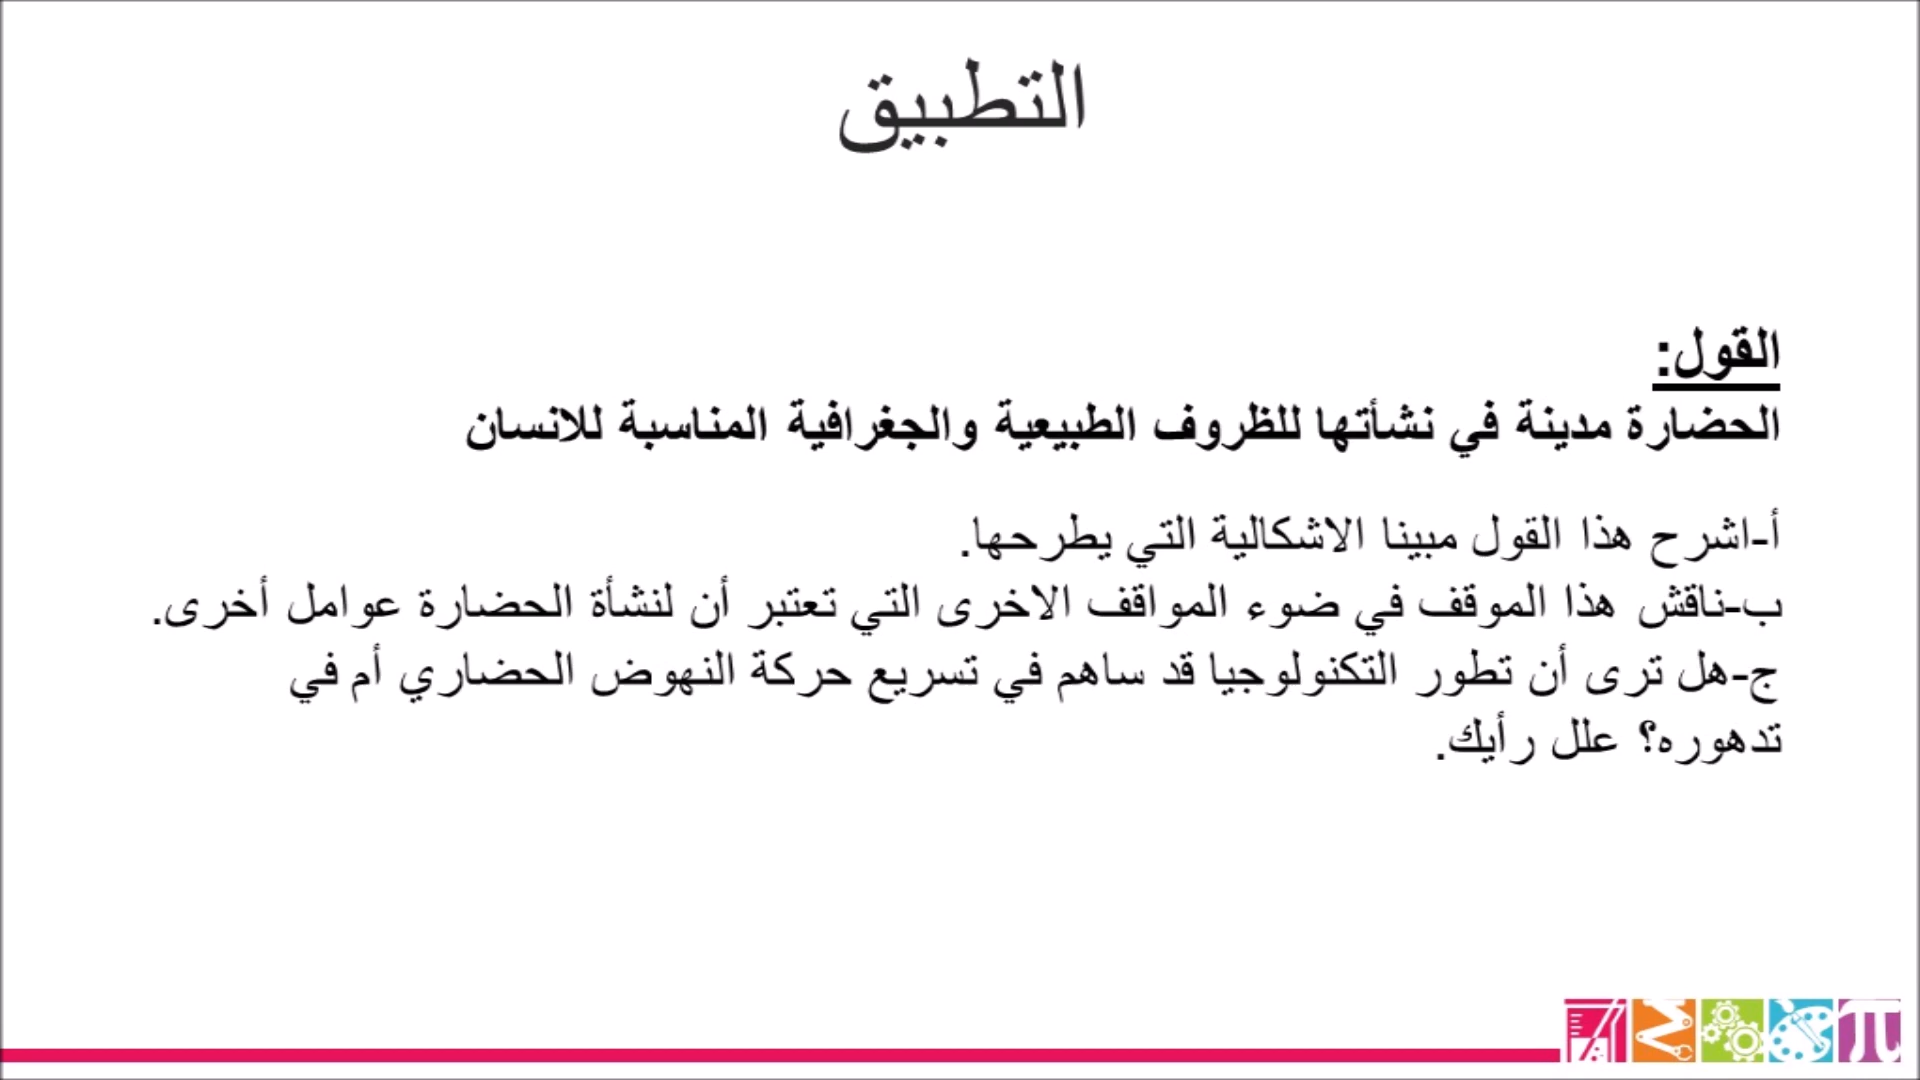 التطبيق
القول:
الحضارة مدينة في نشأتها للظروف الطبيعية والجغرافية المناسبة للانسان
أ-اشرح هذا القول مبينا الاشكالية التي يطرحها.
ب-ناقش هذا الموقف في ضوء المواقف الاخرى التي تعتبر أن لنشأة الحضارة عوامل أخرى.
ج-هل ترى أن تطور التكنولوجيا قد ساهم في تسريع حركة النهوض الحضاري أم في
تدهوره؟ علل رأيك.
π